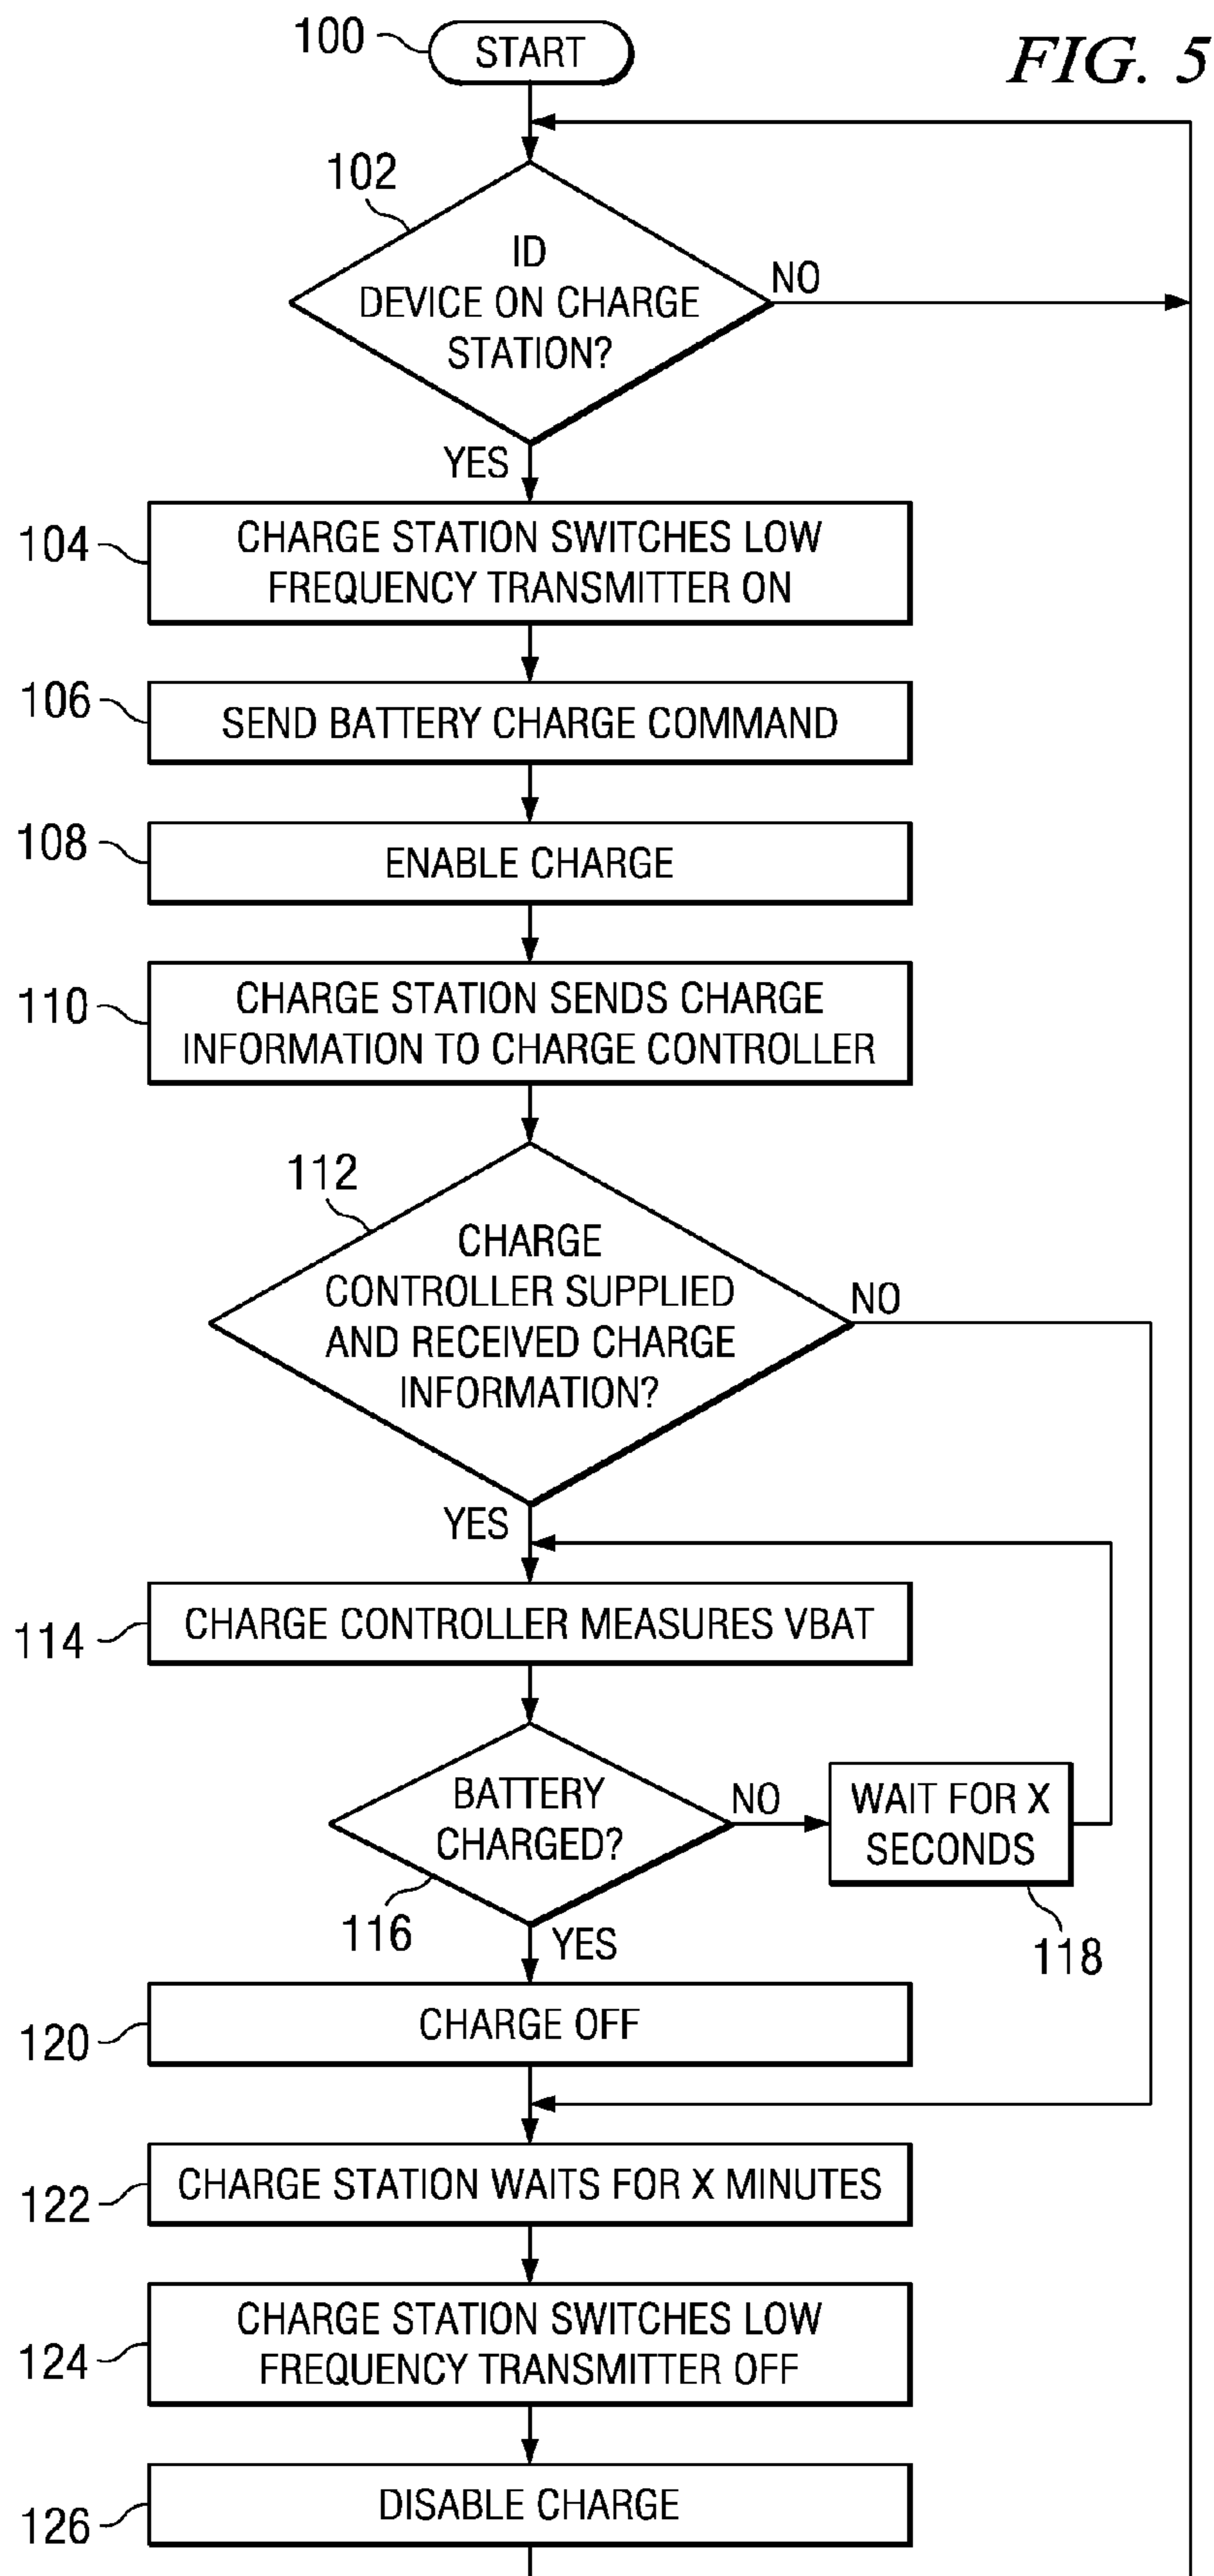 100
START
FIG. 5
102
ID
DEVICE ON CHARGE
STATION?
NO
YES
104
CHARGE STATION SWITCHES LOW
FREQUENCY TRANSMITTER ON
106
SEND BATTERY CHARGE COMMAND
108
ENABLE CHARGE
110
CHARGE STATION SENDS CHARGE
INFORMATION TO CHARGE CONTROLLER
112
CHARGE
CONTROLLER SUPPLIED
AND RECEIVED CHARGE
INFORMATION?
NO
YES
114
CHARGE CONTROLLER MEASURES VBAT
BATTERY
CHARGED?
NO
WAIT FOR X
SECONDS
116
YES
118
120
CHARGE OFF
122
CHARGE STATION WAITS FOR X MINUTES
124
CHARGE STATION SWITCHES LOW
FREQUENCY TRANSMITTER OFF
126
DISABLE CHARGE